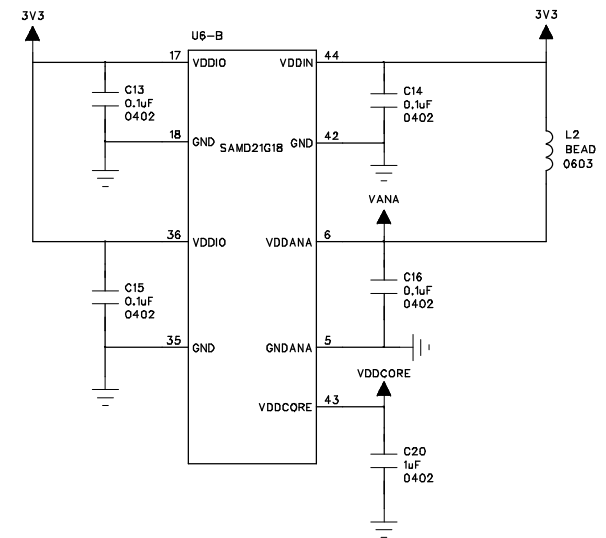 3V3
3V3
U6-B
17
VDDIO
VDDIN
44
C13
0.1uF
0402
C14
0.1uF
0402
18
GND
SAMD21G18
GND
42
L2
BEAD
0603
VANA
36
VDDIO
VDDANA
6
C15
0.1uF
0402
C16
0.1uF
0402
35
GND
GNDANA
5
VDDCORE
VDDCORE
43
C20
1uF
0402